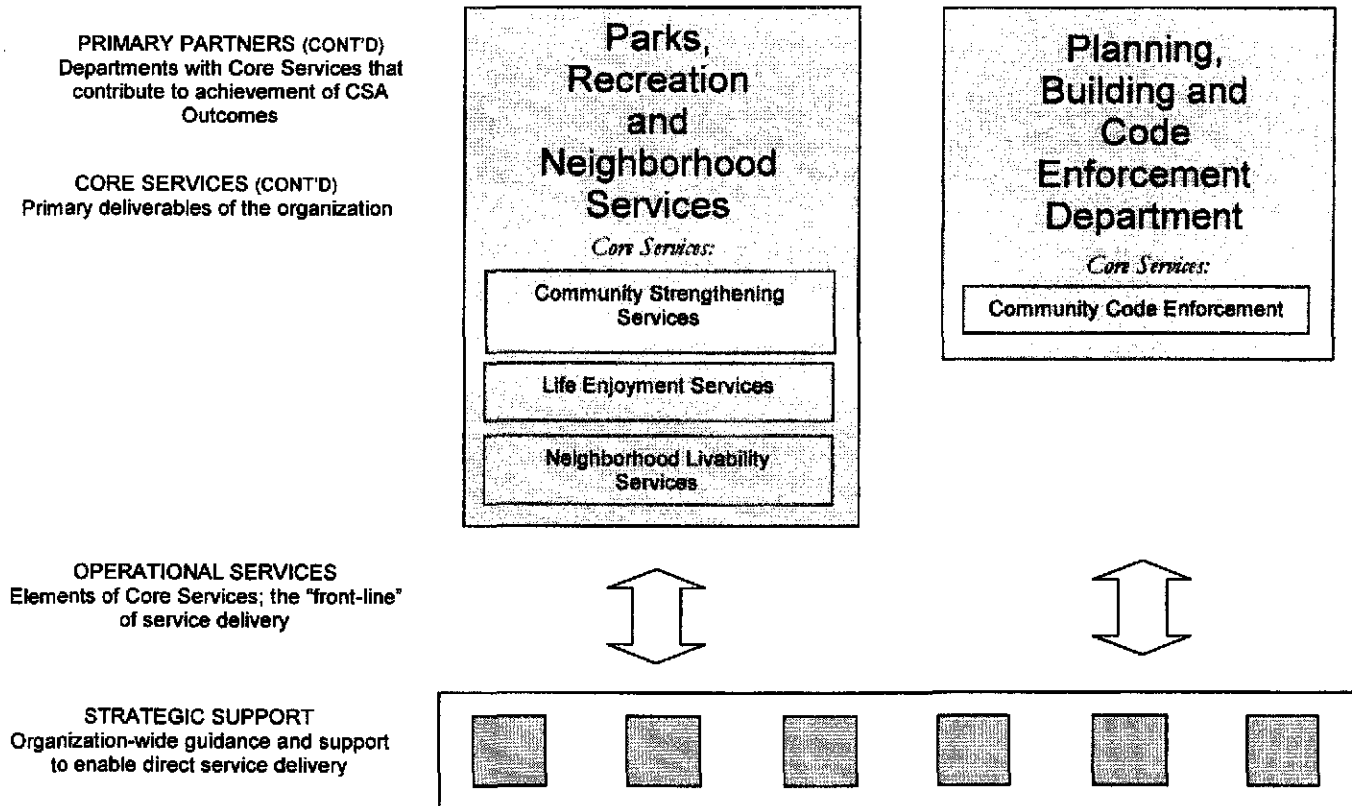 PRIMARY PARTNERS (CONT'D)
Departments with Core Services that
contribute to achievement of CSA
Outcomes
CORE SERVICES (CONT'D)
Primary deliverables of the organization
Parks,
Recreation
and
Neighborhood
Services
Core Services:
Community Strengthening
Services
Life Enjoyment Services
Neighborhood Livability
Services
Planning,
Building and
Code
Enforcement
Department
Core Services:
Community Code Enforcement
OPERATIONAL SERVICES
Elements of Core Services; the "front-line"
of service delivery
STRATEGIC SUPPORT
Organization-wide guidance and support
to enable direct service delivery